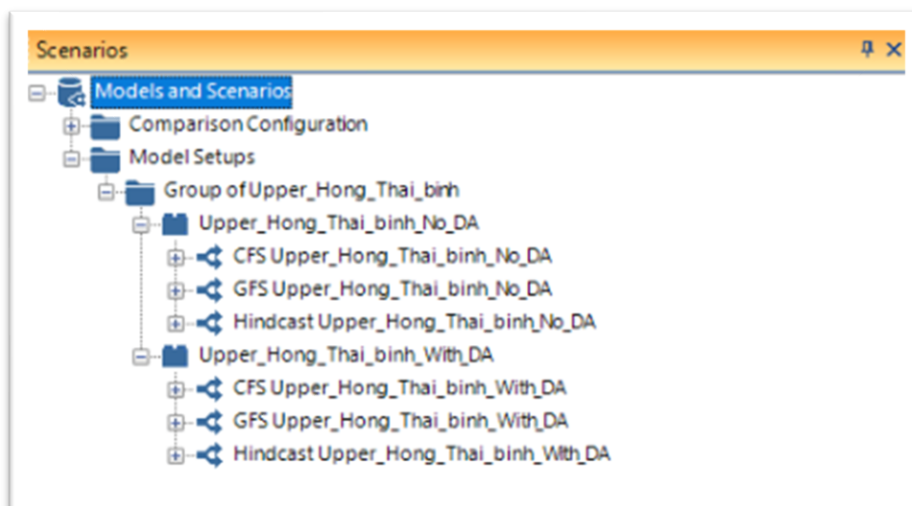 Scenarios
Models and Scenarios
Comparison Configuration
Model Setups
Group of Upper_Hong_Thai_binh
Upper_Hong_Thai_binh_No_DA
CFS Upper_Hong_Thai_binh_No_DA
GFS Upper_Hong_Thai_binh_No_DA
Hindcast Upper_Hong_Thai_binh_No_DA
Upper_Hong_Thai_binh_With_DA
CFS Upper_Hong_Thai_binh_With_DA
GFS Upper_Hong_Thai_binh_With_DA
Hindcast Upper_Hong_Thai_binh_With_DA